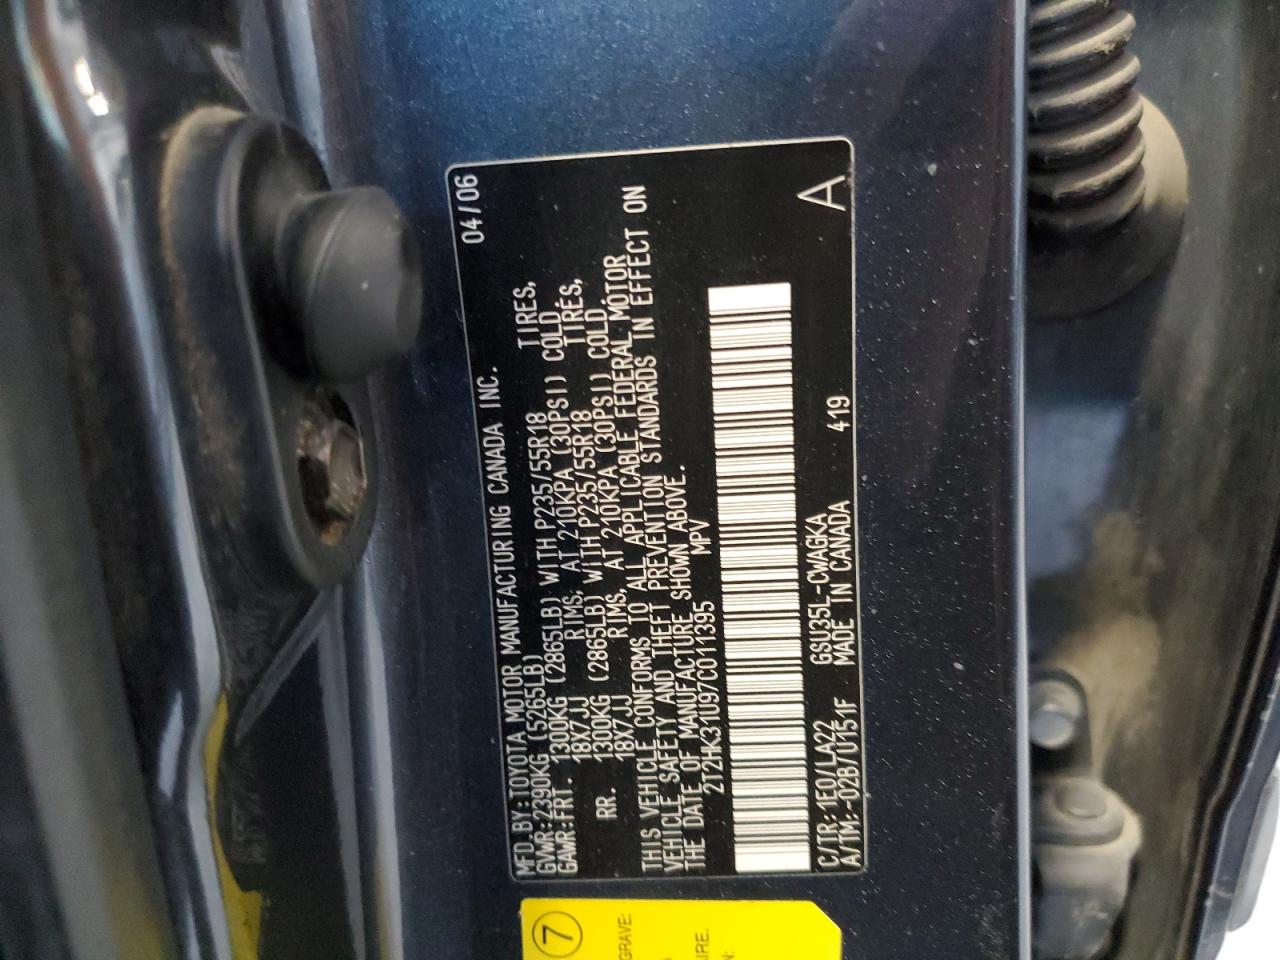 MFD.BY:TOYOTA MOTOR MANUFACTURING CANADA INC. 04/06
GVWR:2390KG(5265LB)
GAWR:FRT. 1300KG (2865LB) WITH P235/55R18 TIRES,
18X7JJ RIMS, AT 210KPA (30PSI) COLD.
RR. 1300KG (2865LB) WITH P235/55R18 TIRES,
18X7JJ RIMS, AT 210KPA (30PSI) COLD.
THIS VEHICLE CONFORMS TO ALL APPLICABLE FEDERAL MOTOR
VEHICLE SAFETY AND THEFT PREVENTION STANDARDS IN EFFECT ON
THE DATE OF MANUFACTURE SHOWN ABOVE.
2T2HK31U97C011395 MPV
C/TR:1E0/LA22 GSU35L-CWAGKA 419 A
A/TM:-02B/U151F MADE IN CANADA
7
GRAVE:
AIRE.